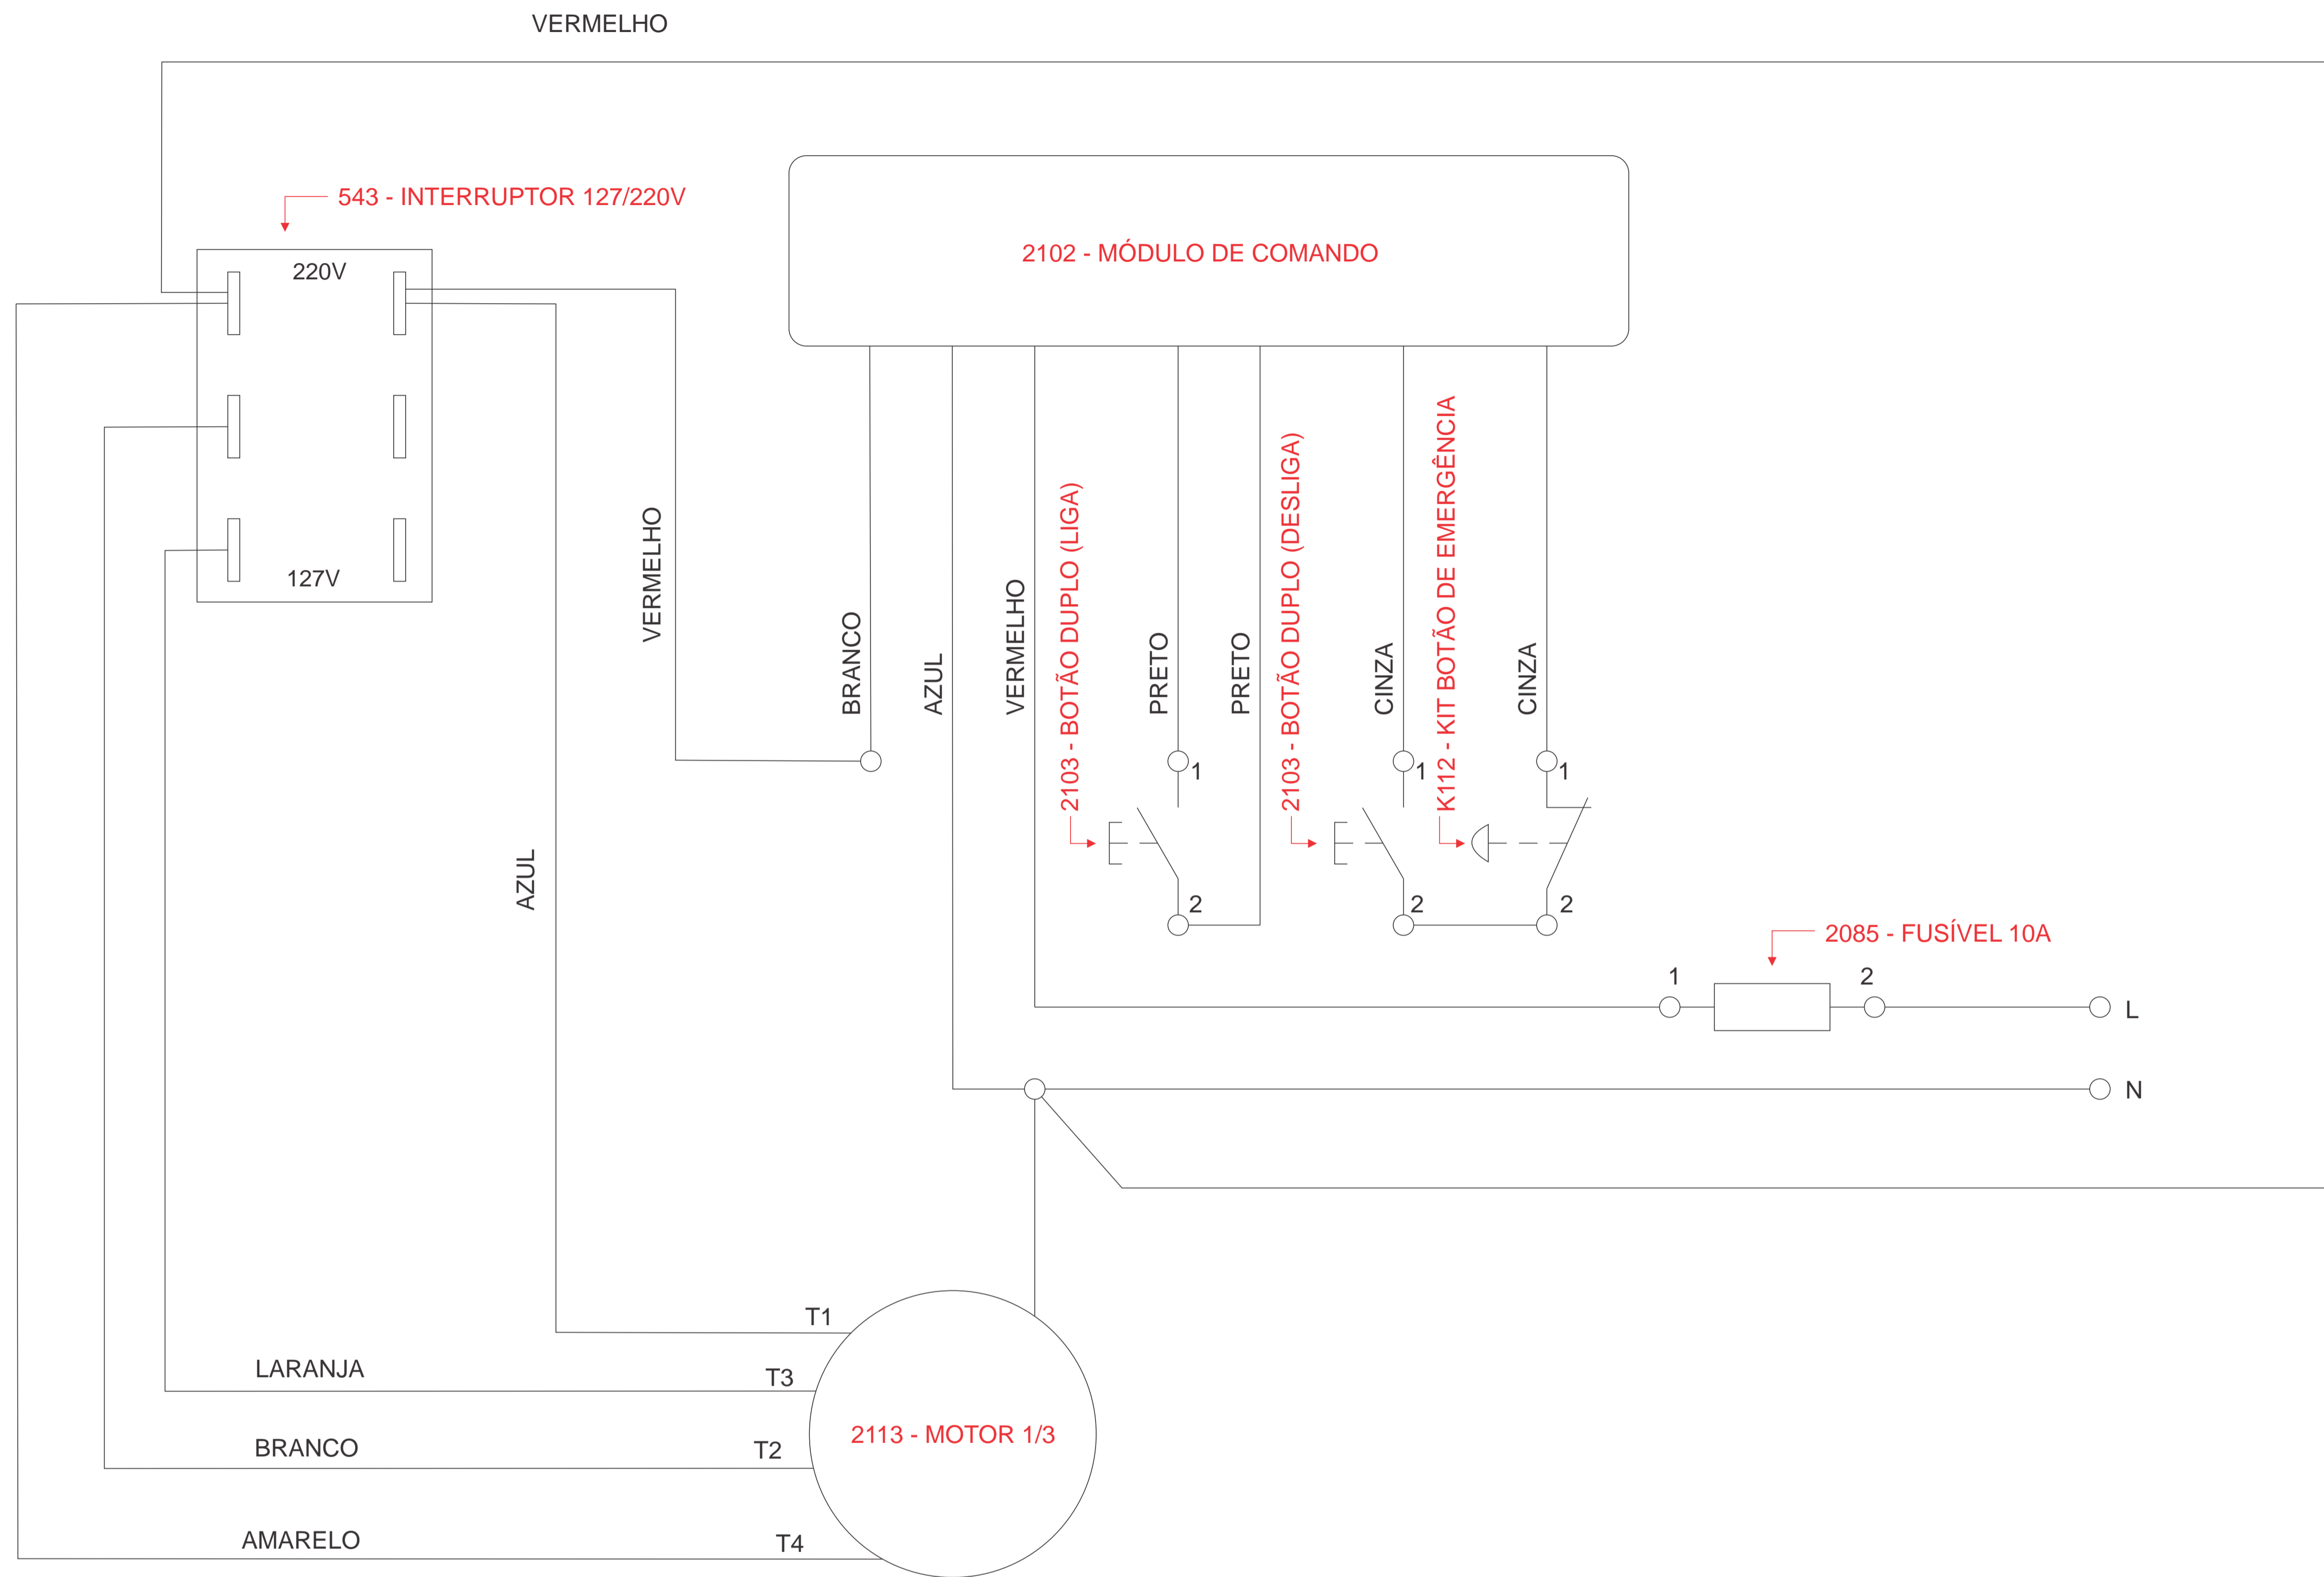 VERMELHO
543 - INTERRUPTOR 127/220V
220V
127V
2102 - MÓDULO DE COMANDO
VERMELHO
AZUL
BRANCO
AZUL
VERMELHO
2103 - BOTÃO DUPLO (LIGA)
PRETO
PRETO
2103 - BOTÃO DUPLO (DESLIGA)
CINZA
K112 - KIT BOTÃO DE EMERGÊNCIA
CINZA
1
1
1
2
2
2
2085 - FUSÍVEL 10A
1
2
L
N
T1
LARANJA
T3
2113 - MOTOR 1/3
BRANCO
T2
AMARELO
T4